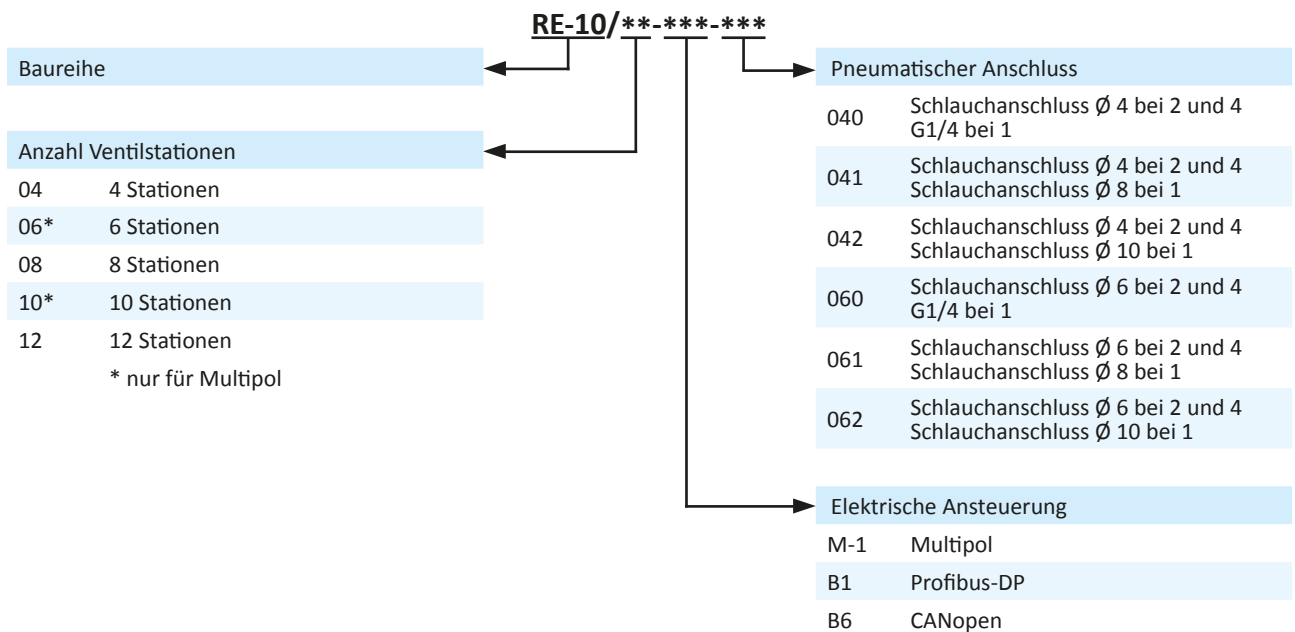 RE-10/**-***-***
Baureihe
Anzahl Ventilstationen
04 4 Stationen
06* 6 Stationen
08 8 Stationen
10* 10 Stationen
12 12 Stationen
* nur für Multipol
Pneumatischer Anschluss
040 Schlauchanschluss Ø 4 bei 2 und 4
G1/4 bei 1
041 Schlauchanschluss Ø 4 bei 2 und 4
Schlauchanschluss Ø 8 bei 1
042 Schlauchanschluss Ø 4 bei 2 und 4
Schlauchanschluss Ø 10 bei 1
060 Schlauchanschluss Ø 6 bei 2 und 4
G1/4 bei 1
061 Schlauchanschluss Ø 6 bei 2 und 4
Schlauchanschluss Ø 8 bei 1
062 Schlauchanschluss Ø 6 bei 2 und 4
Schlauchanschluss Ø 10 bei 1
Elektrische Ansteuerung
M-1 Multipol
B1 Profibus-DP
B6 CANopen